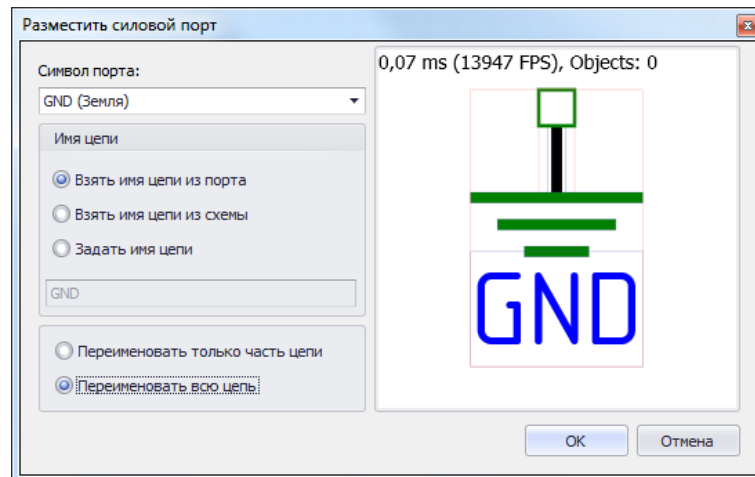 Разместить силовой порт
Символ порта:
GND (Земля)
Имя цепи
Взять имя цепи из порта
Взять имя цепи из схемы
Задать имя цепи
GND
Переименовать только часть цепи
Переименовать всю цепь
0,07 ms (13947 FPS), Objects: 0
GND
OK
Отмена